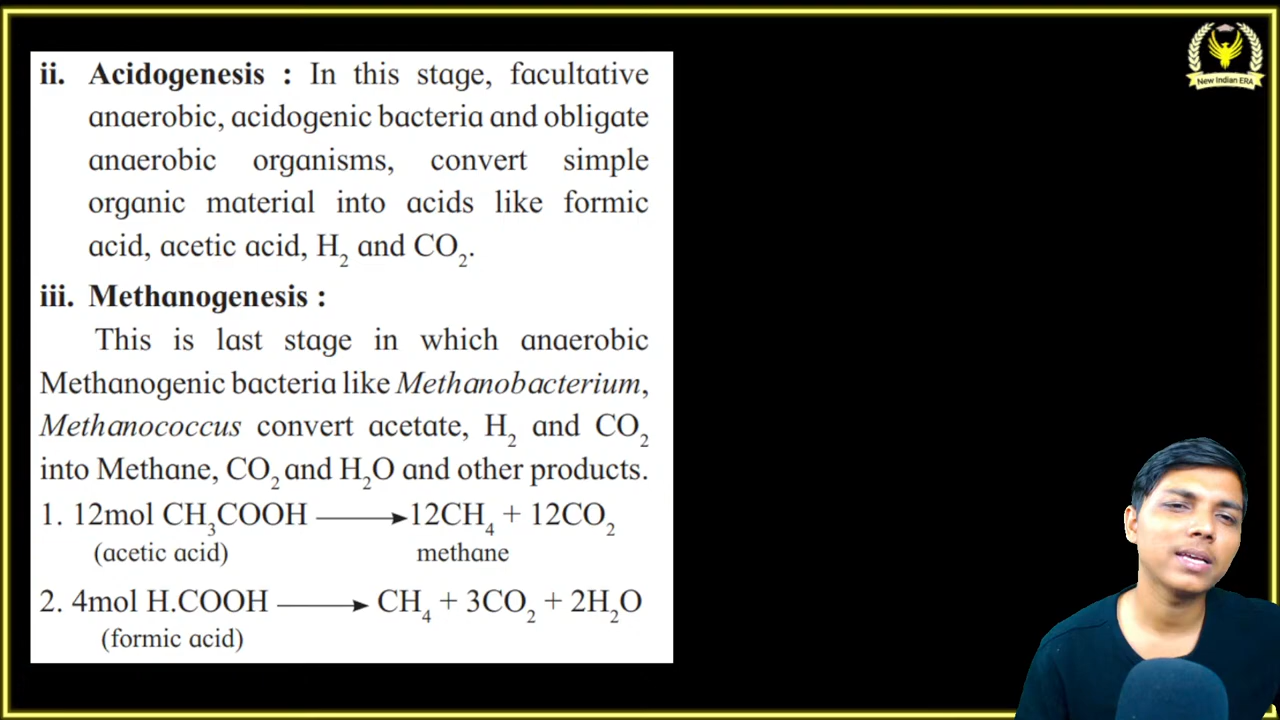 ii. Acidogenesis : In this stage, facultative
anaerobic, acidogenic bacteria and obligate
anaerobic organisms, convert simple
organic material into acids like formic
acid, acetic acid, H₂ and CO₂.
iii. Methanogenesis :
This is last stage in which anaerobic
Methanogenic bacteria like Methanobacterium,
Methanococcus convert acetate, H₂ and CO₂
into Methane, CO₂ and H₂O and other products.
1. 12mol CH₃COOH ⟶ 12CH₄ + 12CO₂
(acetic acid) methane
2. 4mol H.COOH ⟶ CH₄ + 3CO₂ + 2H₂O
(formic acid)
New Indian ERA